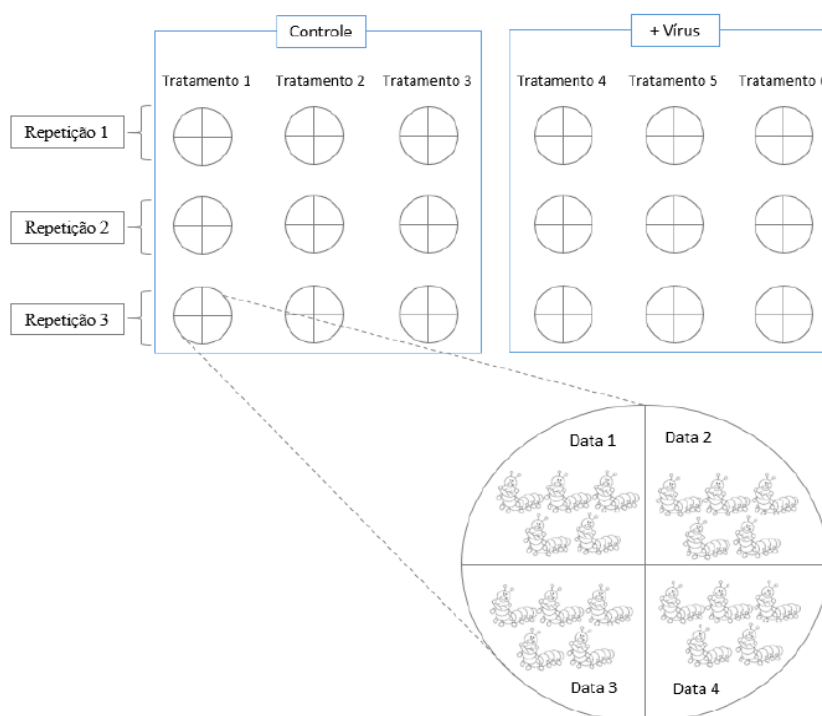 Controle
+ Vírus
Tratamento 1 Tratamento 2 Tratamento 3 Tratamento 4 Tratamento 5 Tratamento
Repetição 1
Repetição 2
Repetição 3
Data 1 Data 2
Data 3 Data 4